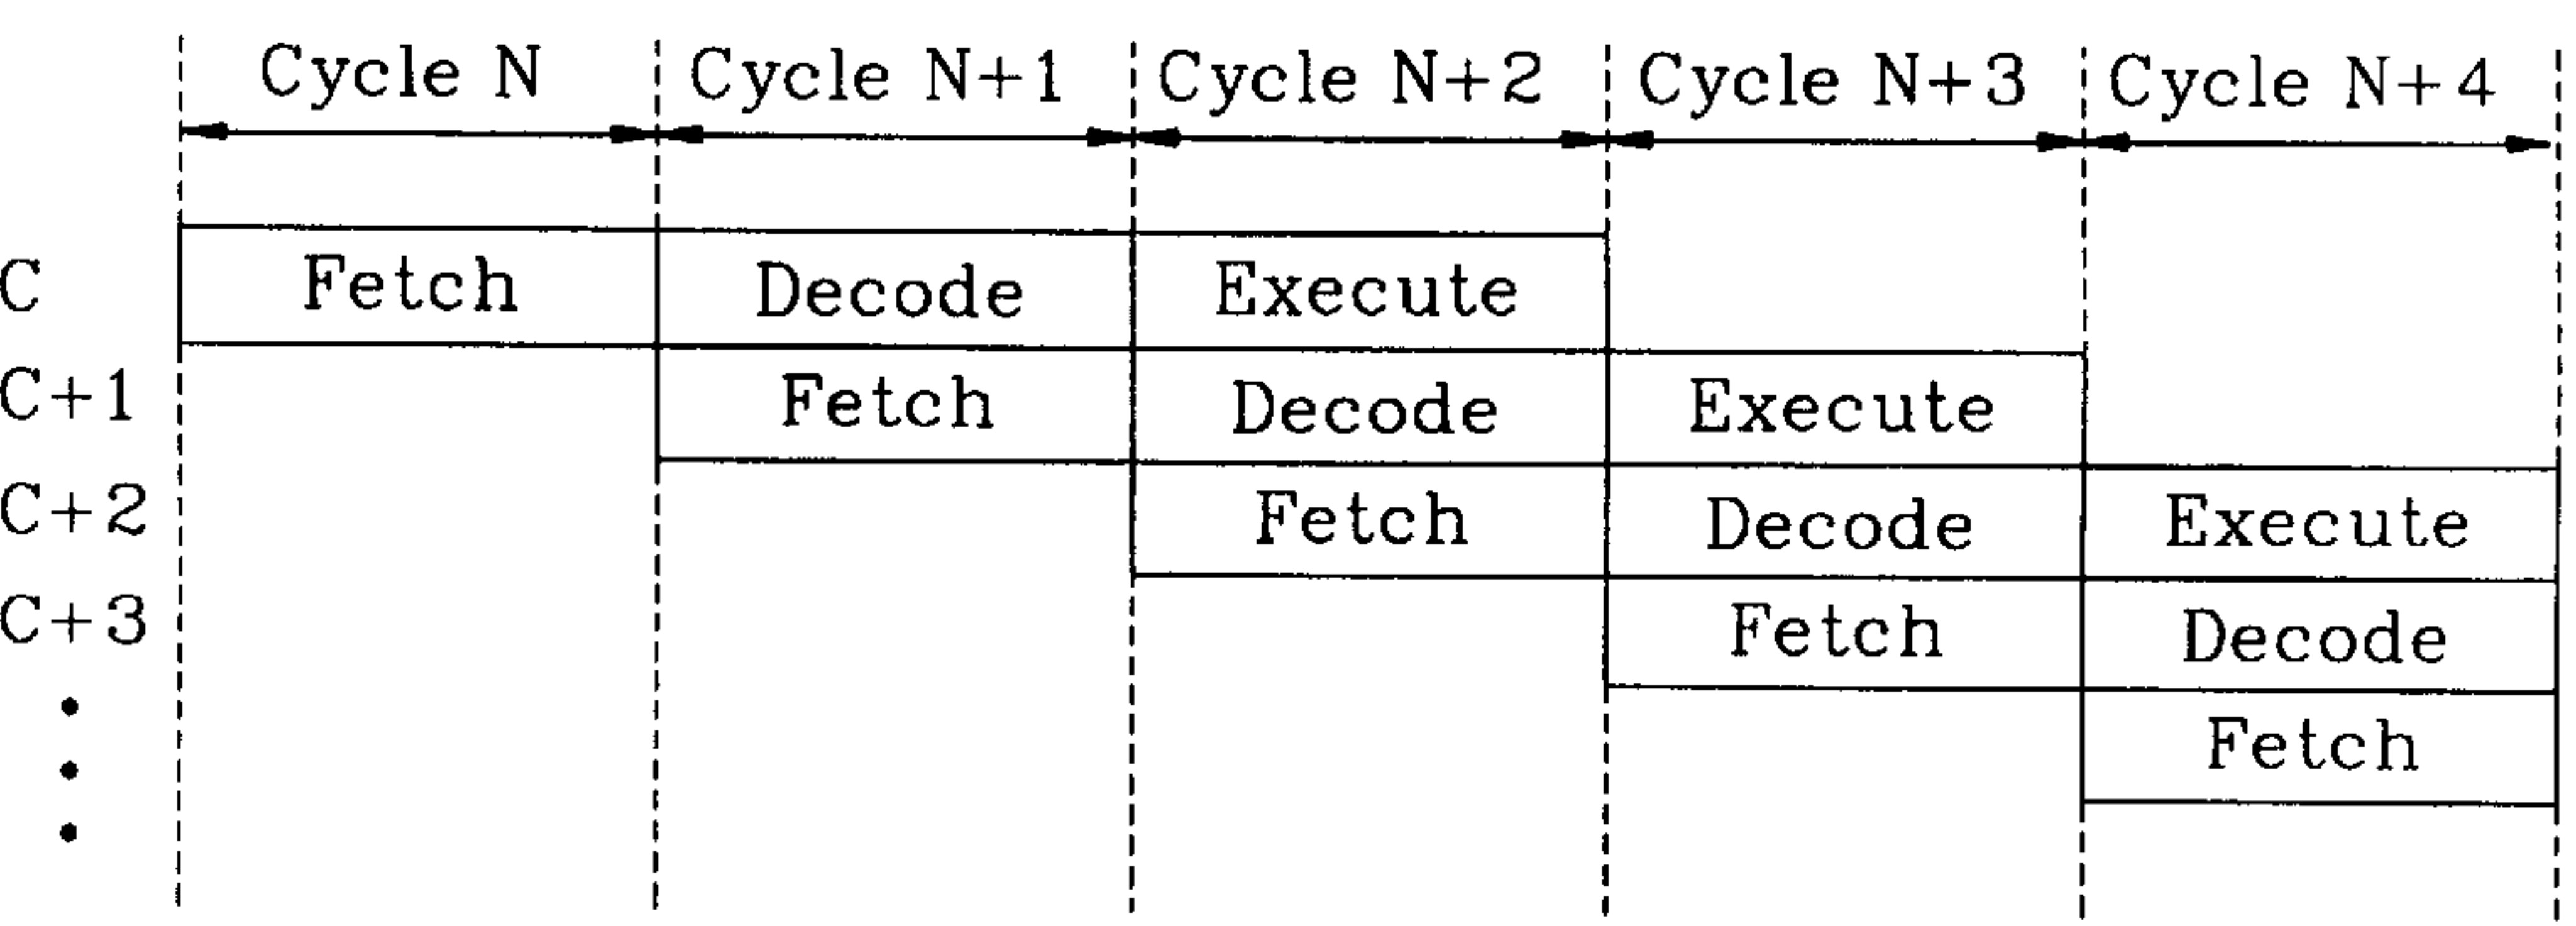 Cycle N Cycle N+1 Cycle N+2 Cycle N+3 Cycle N+4
C Fetch Decode Execute
C+1 Fetch Decode Execute
C+2 Fetch Decode Execute
C+3 Fetch Decode
Fetch